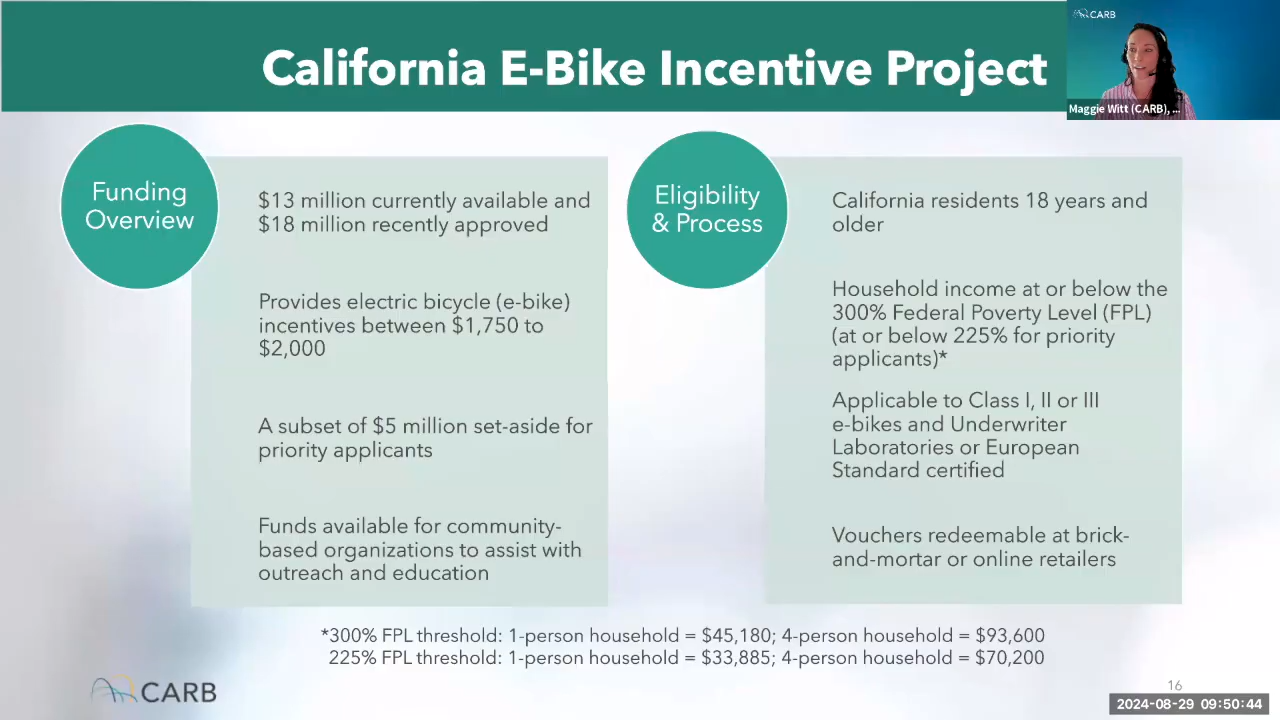 California E-Bike Incentive Project
CARB
Maggie Witt (CARB), ...
Funding
Overview
$13 million currently available and
$18 million recently approved
Provides electric bicycle (e-bike)
incentives between $1,750 to
$2,000
A subset of $5 million set-aside for
priority applicants
Funds available for community-
based organizations to assist with
outreach and education
Eligibility
& Process
California residents 18 years and
older
Household income at or below the
300% Federal Poverty Level (FPL)
(at or below 225% for priority
applicants)*
Applicable to Class I, II or III
e-bikes and Underwriter
Laboratories or European
Standard certified
Vouchers redeemable at brick-
and-mortar or online retailers
*300% FPL threshold: 1-person household = $45,180; 4-person household = $93,600
225% FPL threshold: 1-person household = $33,885; 4-person household = $70,200
CARB
16
2024-08-29 09:50:44